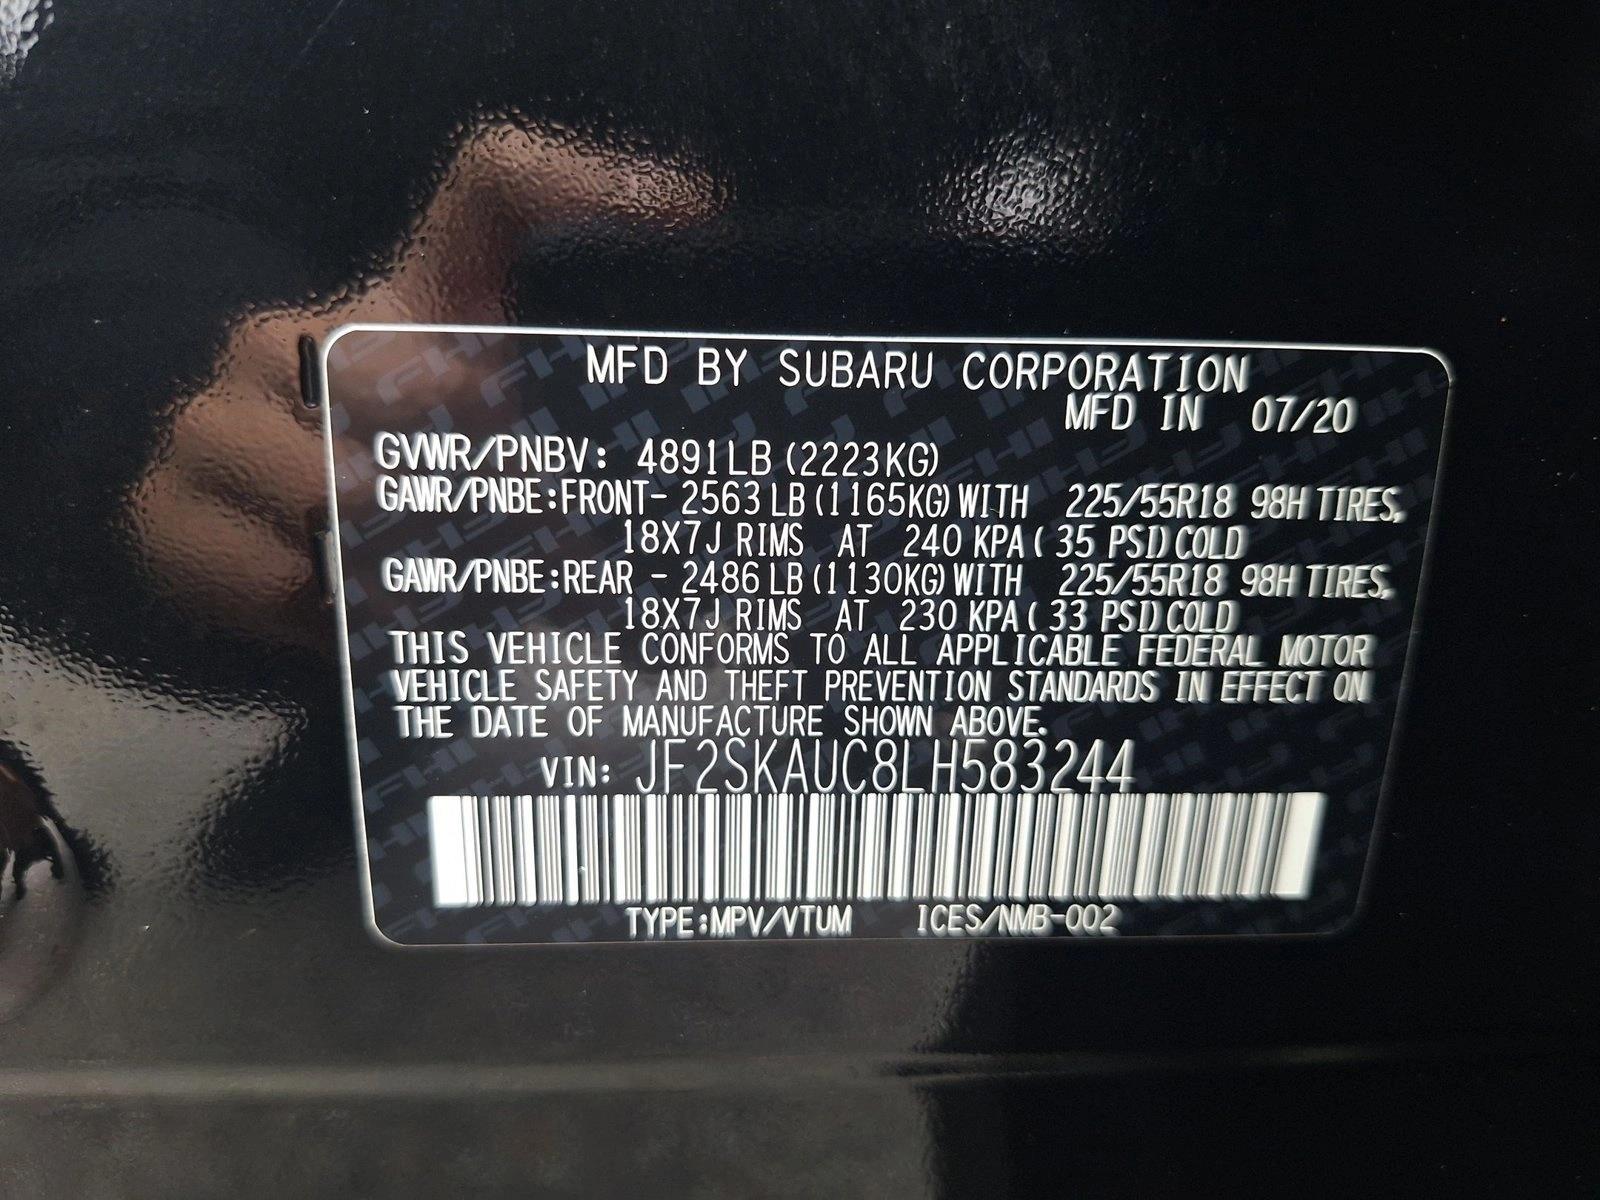 MFD BY SUBARU CORPORATION
MFD IN 07/20
GVWR/PNBV: 4891LB (2223KG)
GAWR/PNBE:FRONT- 2563 LB (1165KG) WITH 225/55R18 98H TIRES,
18X7J RIMS AT 240 KPA ( 35 PSI) COLD
GAWR/PNBE:REAR - 2486 LB (1130KG) WITH 225/55R18 98H TIRES,
18X7J RIMS AT 230 KPA ( 33 PSI) COLD
THIS VEHICLE CONFORMS TO ALL APPLICABLE FEDERAL MOTOR
VEHICLE SAFETY AND THEFT PREVENTION STANDARDS IN EFFECT ON
THE DATE OF MANUFACTURE SHOWN ABOVE.
VIN: JF2SKAUC8LH583244
TYPE:MPV/VTUM ICES/NMB-002